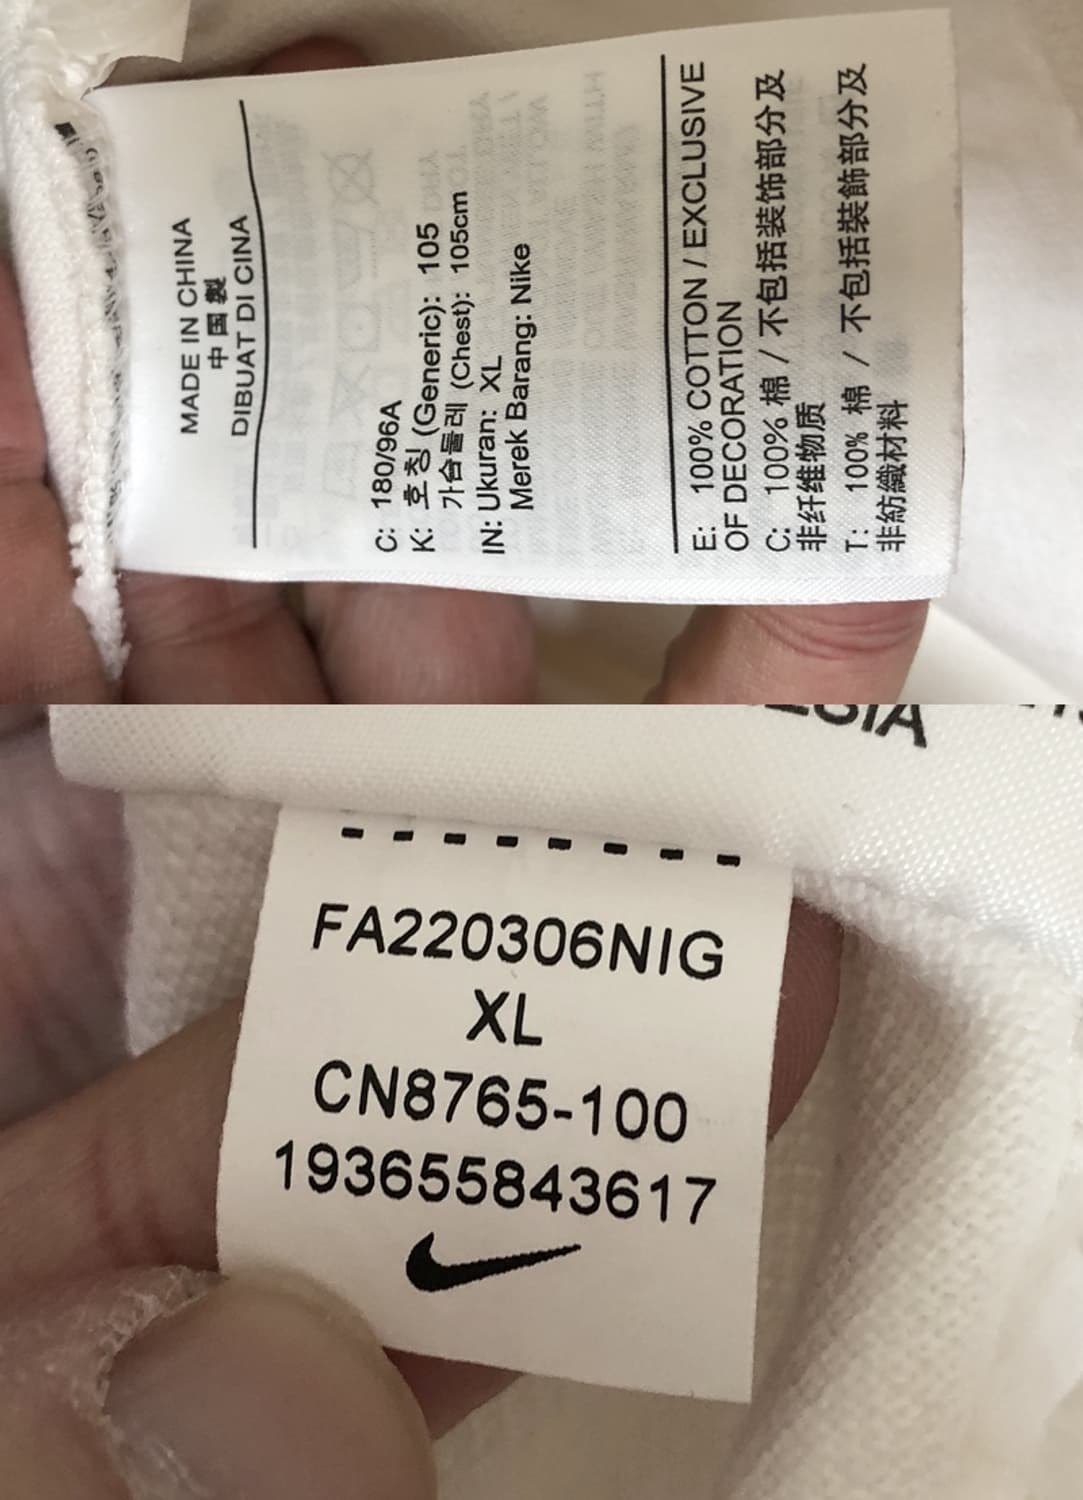 MADE IN CHINA
中国製
DIBUAT DI CINA
C: 180/96A
K: 호칭 (Generic): 105
가슴둘레 (Chest): 105cm
IN: Ukuran: XL
Merek Barang: Nike
E: 100% COTTON / EXCLUSIVE
OF DECORATION
C: 100% 棉 / 不包括装饰部分及
非纤维物质
T: 100% 棉 / 不包括裝飾部分及
非紡織材料
FA220306NIG
XL
CN8765-100
193655843617